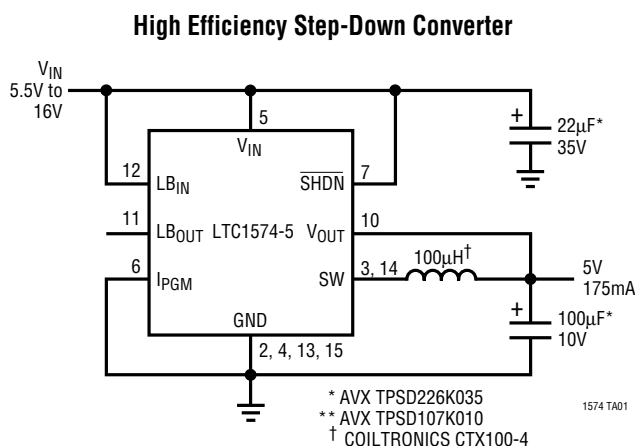 High Efficiency Step-Down Converter
VIN
5.5V to
16V
5
VIN
12
LBIN
SHDN
7
22µF*
35V
11
LBOUT
LTC1574-5
VOUT
10
6
IPGM
SW
3, 14
100µH†
5V
175mA
GND
2, 4, 13, 15
100µF*
10V
* AVX TPSD226K035
** AVX TPSD107K010
† COILTRONICS CTX100-4
1574 TA01